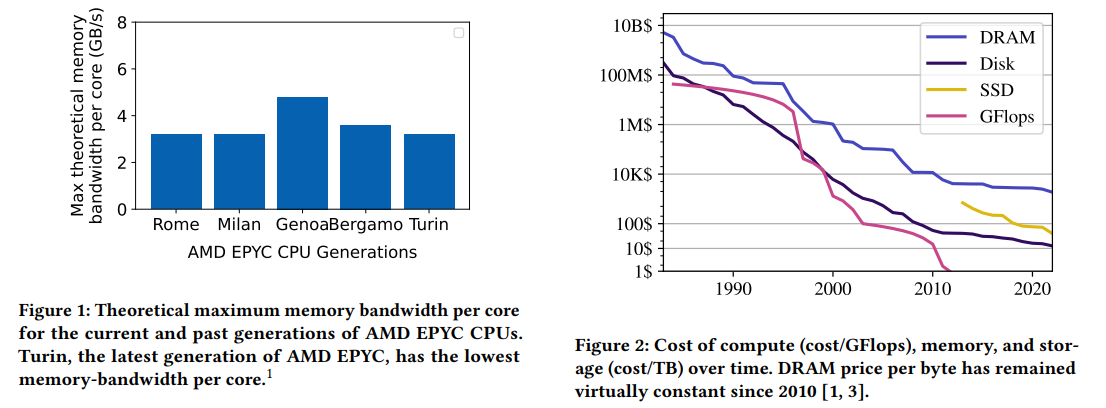 8
6
4
2
0
Max theoretical memory
bandwidth per core (GB/s)
Rome Milan Genoa Bergamo Turin
AMD EPYC CPU Generations
Figure 1: Theoretical maximum memory bandwidth per core
for the current and past generations of AMD EPYC CPUs.
Turin, the latest generation of AMD EPYC, has the lowest
memory-bandwidth per core.1
10B$
100M$
1M$
10K$
100$
10$
1$
DRAM
Disk
SSD
GFlops
1990 2000 2010 2020
Figure 2: Cost of compute (cost/GFlops), memory, and stor-
age (cost/TB) over time. DRAM price per byte has remained
virtually constant since 2010 [1, 3].